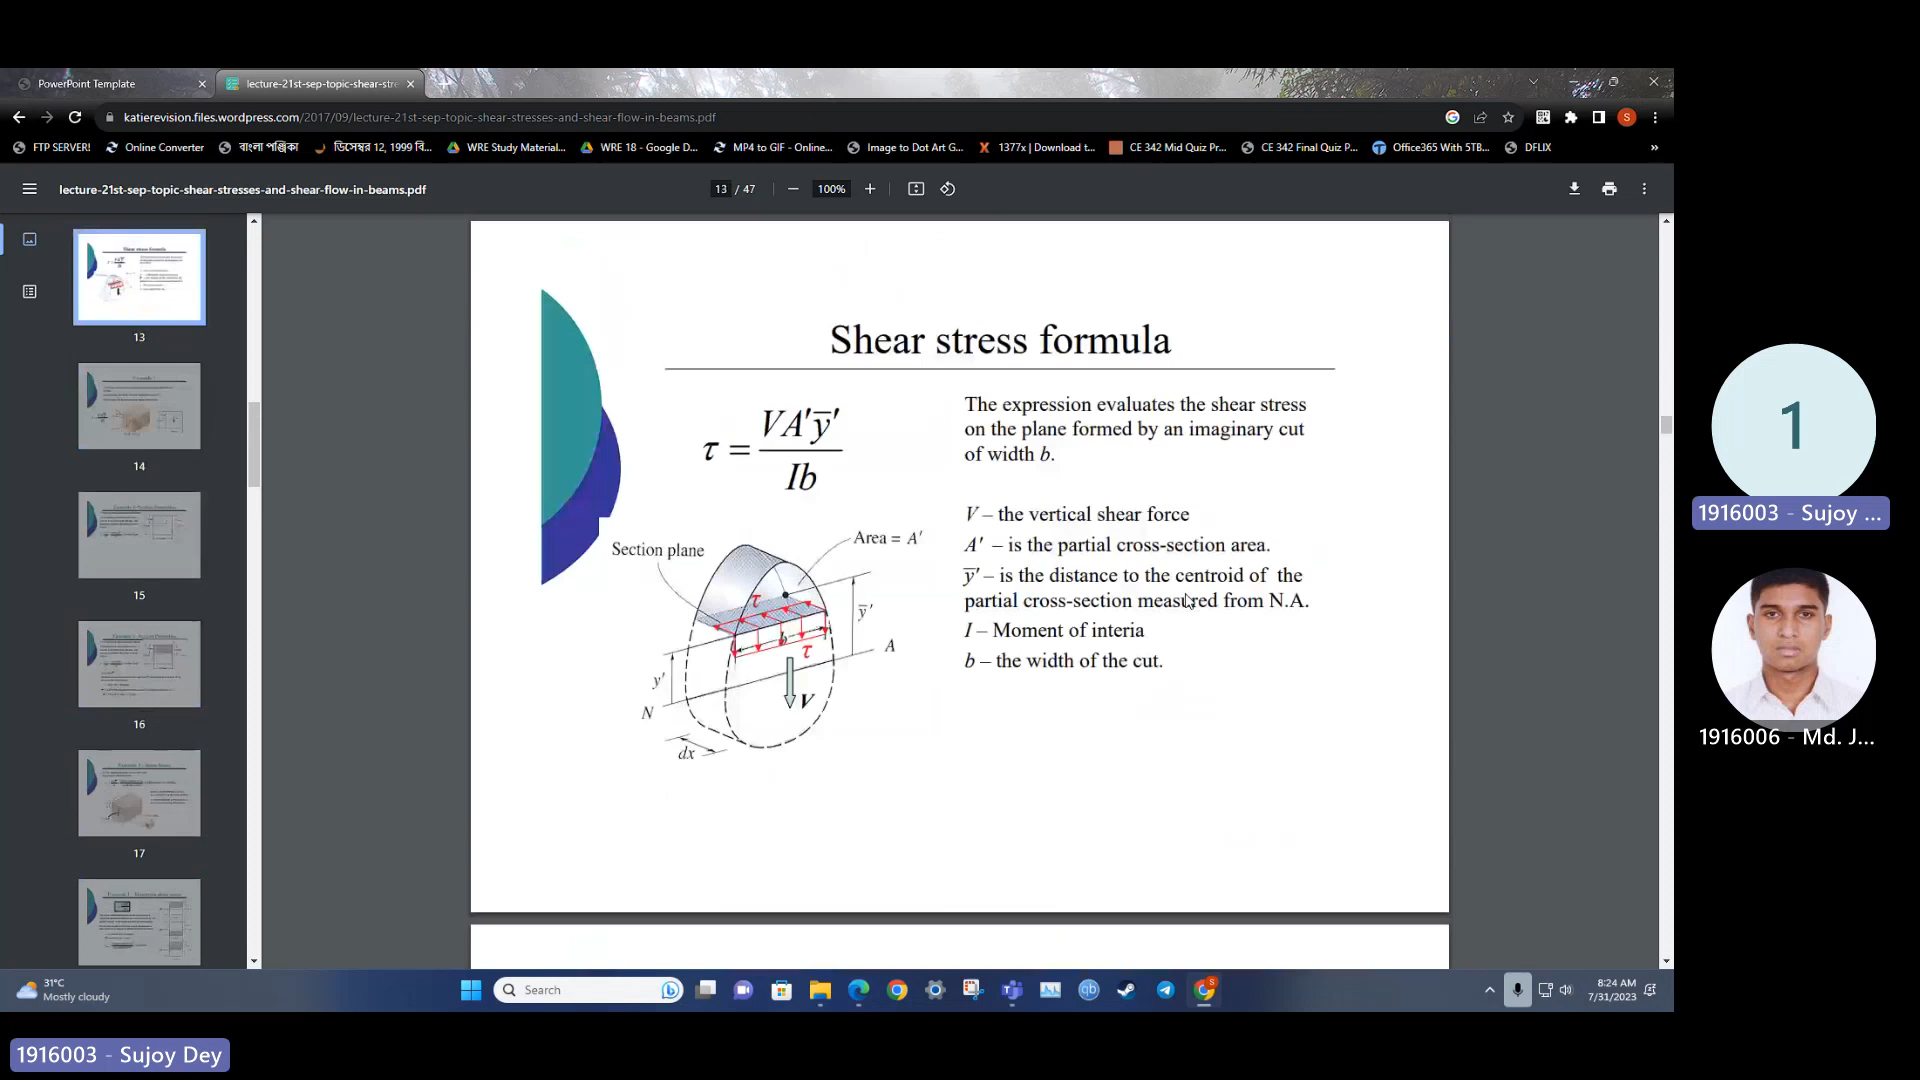 PowerPoint Template
lecture-21st-sep-topic-shear-str
katierevision.files.wordpress.com/2017/09/lecture-21st-sep-topic-shear-stresses-and-shear-flow-in-beams.pdf
S
FTP SERVER!
Online Converter
বাংলা পঞ্জিকা
ডিসেম্বর 12, 1999 বি...
WRE Study Material...
WRE 18 - Google D...
MP4 to GIF - Online...
Image to Dot Art G...
1377x | Download t...
CE 342 Mid Quiz Pr...
CE 342 Final Quiz P...
Office365 With 5TB...
DFLIX
»
lecture-21st-sep-topic-shear-stresses-and-shear-flow-in-beams.pdf
13 / 47
100%
13
14
15
16
17
Shear stress formula
τ = VA'y̅' / Ib
The expression evaluates the shear stress
on the plane formed by an imaginary cut
of width b.
V – the vertical shear force
A' – is the partial cross-section area.
y̅' – is the distance to the centroid of the
partial cross-section measured from N.A.
I – Moment of interia
b – the width of the cut.
Section plane
Area = A'
τ
y̅'
b
τ
A
y'
V
N
dx
1
1916003 - Sujoy ...
1916006 - Md. J...
31°C
Mostly cloudy
Search
qb
8:24 AM
7/31/2023
1916003 - Sujoy Dey